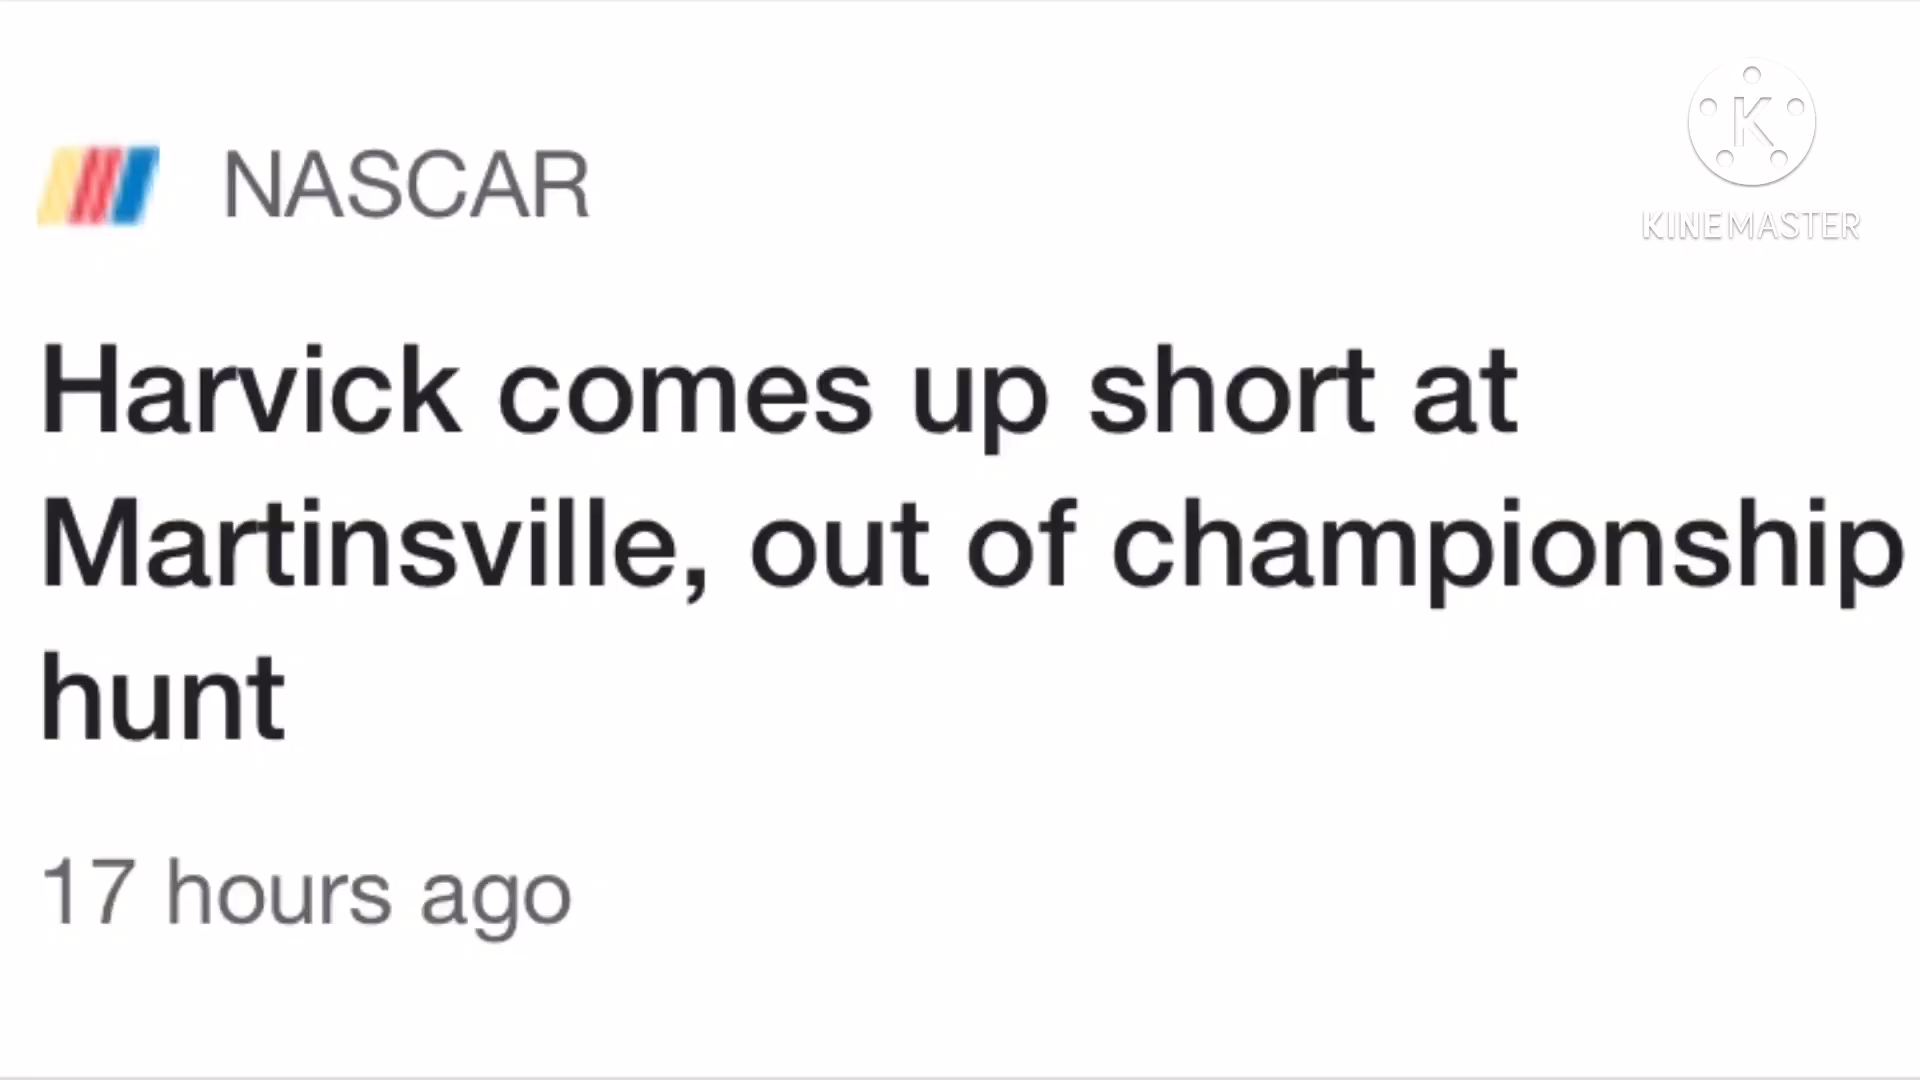 NASCAR
K
KINEMASTER
Harvick comes up short at
Martinsville, out of championship
hunt
17 hours ago